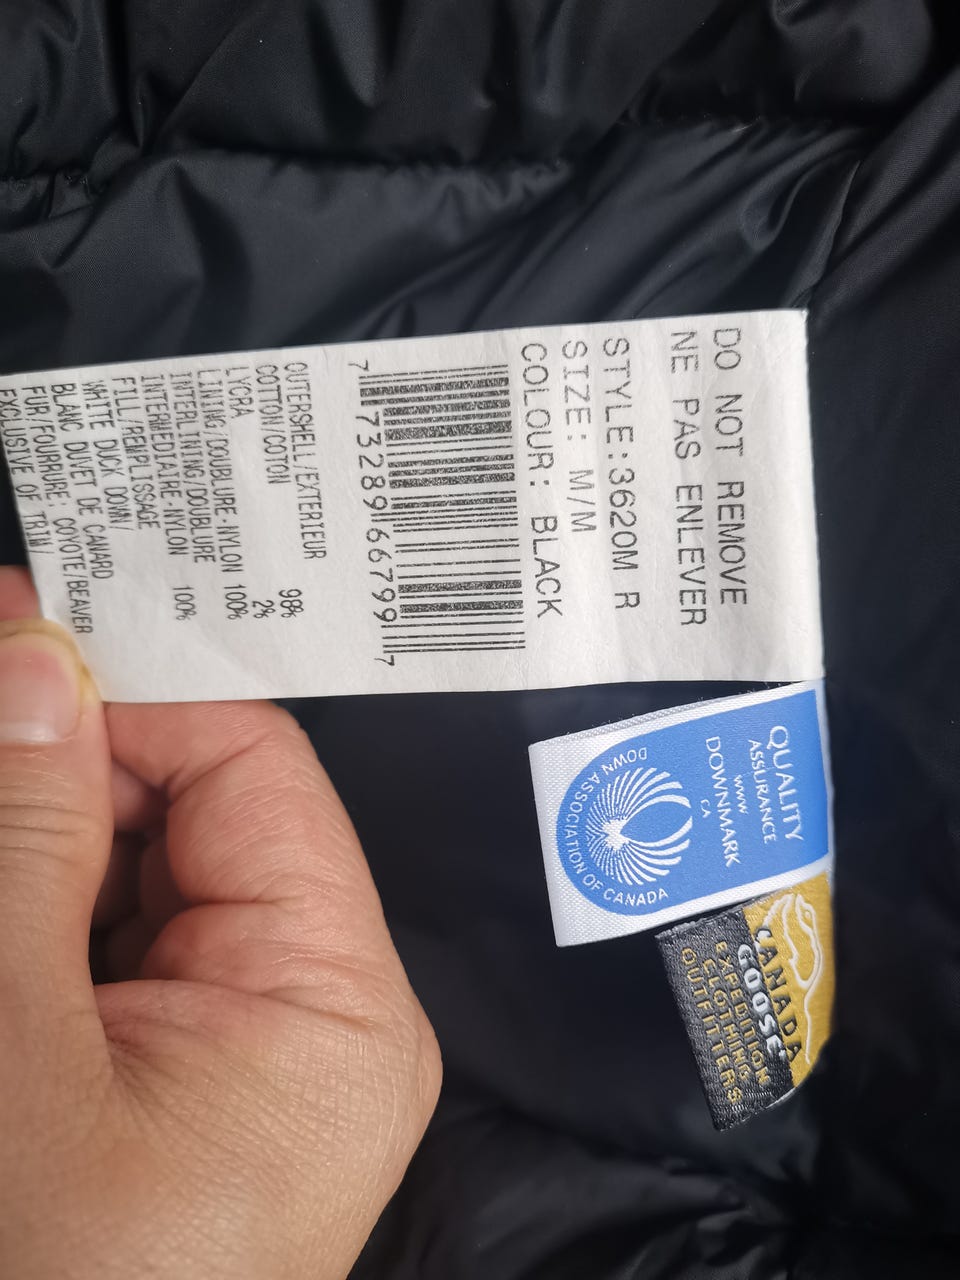 DO NOT REMOVE
NE PAS ENLEVER
STYLE:3620M R
SIZE: M/M
COLOUR: BLACK
7 73289 66799 7
OUTERSHELL/EXTERIEUR
COTTON/COTON 98%
LYCRA 2%
LINING/DOUBLURE-NYLON 100%
INTERLINING/DOUBLURE
INTERMEDIAIRE-NYLON 100%
FILL/REMPLISSAGE
WHITE DUCK DOWN/
BLANC DUVET DE CANARD
FUR/FOURRURE: COYOTE/BEAVER
EXCLUSIVE OF TRIM/
QUALITY
ASSURANCE
WWW
DOWNMARK
CA
DOWN ASSOCIATION OF CANADA
CANADA
GOOSE
EXPEDITION
CLOTHING
OUTFITTERS